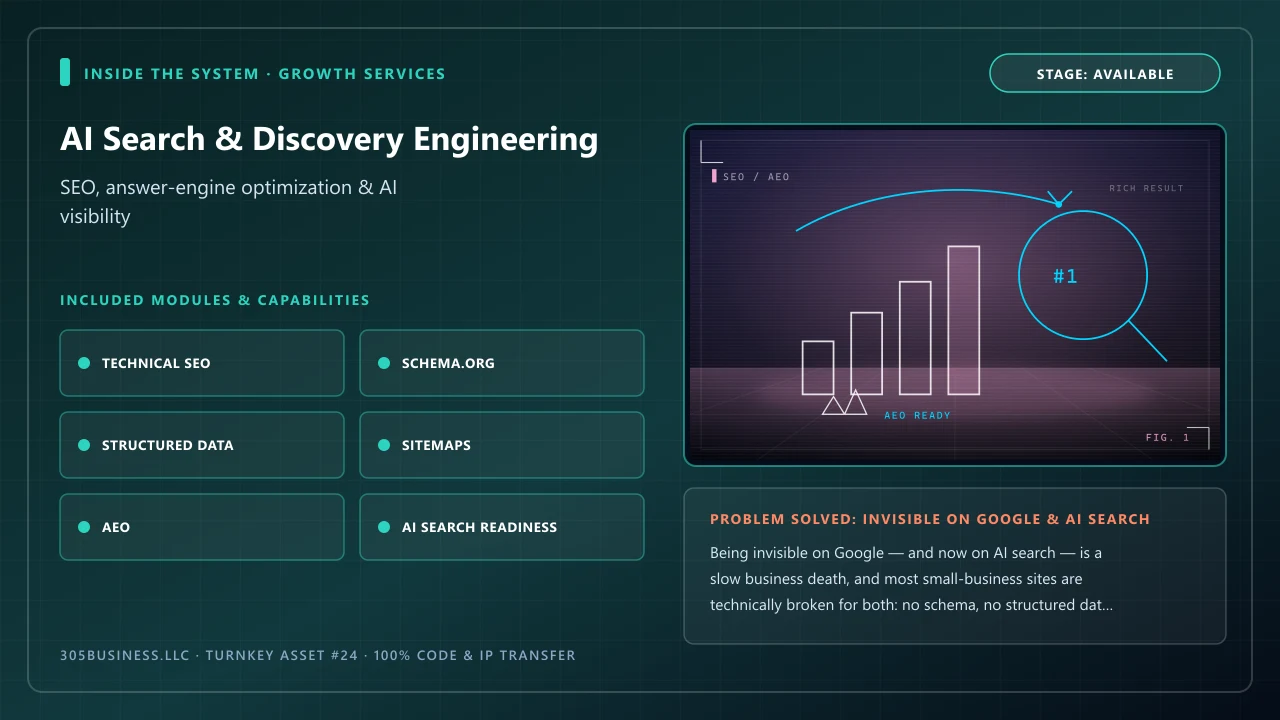 INSIDE THE SYSTEM · GROWTH SERVICES
STAGE: AVAILABLE
AI Search & Discovery Engineering
SEO, answer-engine optimization & AI
visibility
INCLUDED MODULES & CAPABILITIES
TECHNICAL SEO
SCHEMA.ORG
STRUCTURED DATA
SITEMAPS
AEO
AI SEARCH READINESS
305BUSINESS.LLC · TURNKEY ASSET #24 · 100% CODE & IP TRANSFER
SEO / AEO
RICH RESULT
#1
AEO READY
FIG. 1
PROBLEM SOLVED: INVISIBLE ON GOOGLE & AI SEARCH
Being invisible on Google — and now on AI search — is a
slow business death, and most small-business sites are
technically broken for both: no schema, no structured dat...